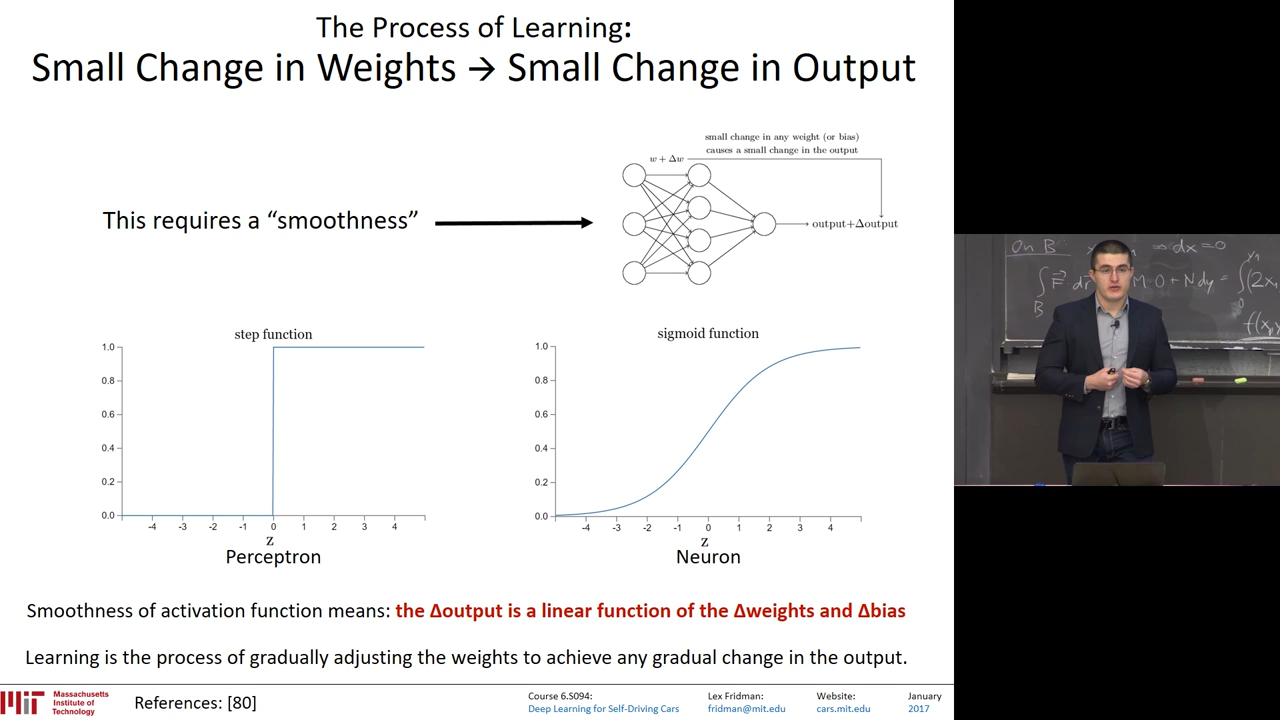 The Process of Learning:
Small Change in Weights → Small Change in Output
small change in any weight (or bias)
causes a small change in the output
w + Δw
This requires a “smoothness”
output+Δoutput
On B
dx=0
step function
1.0
0.8
0.6
0.4
0.2
0.0
-4 -3 -2 -1 0 1 2 3 4
z
Perceptron
sigmoid function
1.0
0.8
0.6
0.4
0.2
0.0
-4 -3 -2 -1 0 1 2 3 4
z
Neuron
Smoothness of activation function means: the Δoutput is a linear function of the Δweights and Δbias
Learning is the process of gradually adjusting the weights to achieve any gradual change in the output.
MIT
Massachusetts
Institute of
Technology
References: [80]
Course 6.S094:
Deep Learning for Self-Driving Cars
Lex Fridman:
fridman@mit.edu
Website:
cars.mit.edu
January
2017